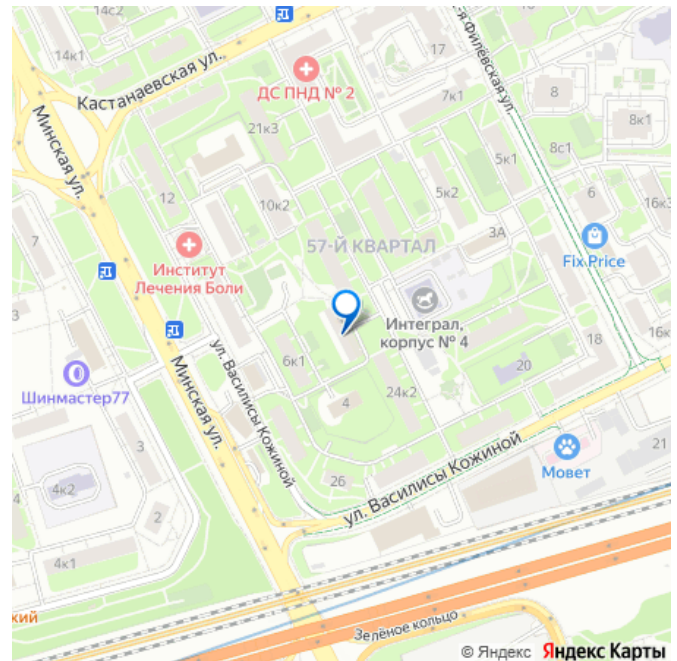 14к2
14к1
Кастанаевская ул.
ДС ПНД № 2
17
-я Филёвская ул.
7к1
8
8к1
21к3
8с1
5к1
Минская ул.
12
10к2
5к2
6
16к3
7
3А
57-Й КВАРТАЛ
Fix Price
Институт
Лечения Боли
Интеграл,
корпус № 4
18
16к
6к1
20
Шинмастер77
Минская ул.
ул. Василисы Кожиной
4
24к2
3
ул. Василисы Кожиной
21
Мовет
4к2
26
2
4к1
кий
Зелёное кольцо
© Яндекс Яндекс Карты